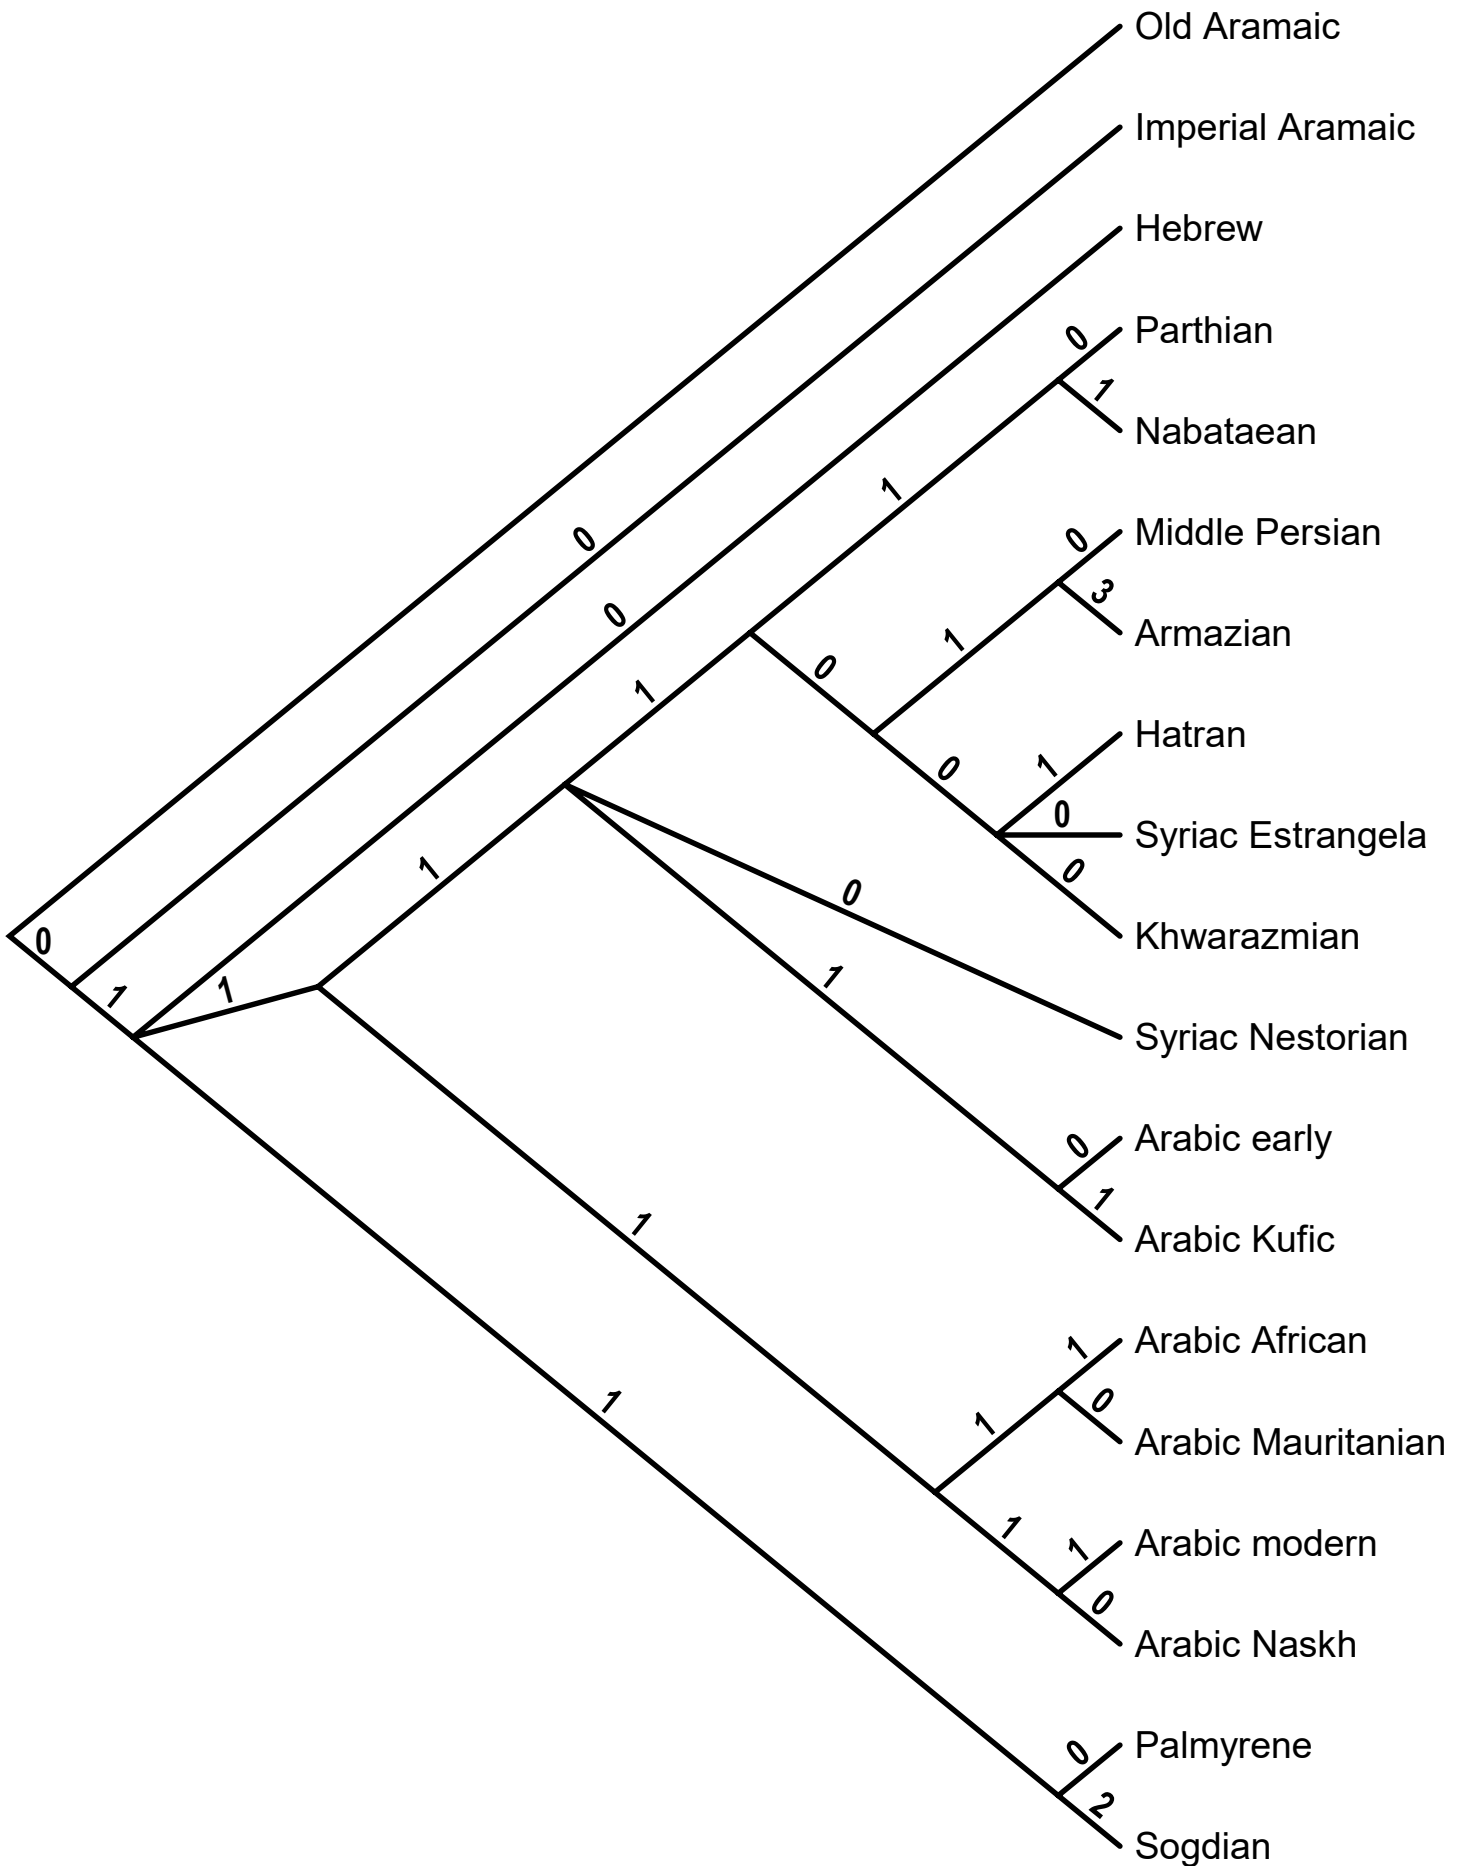 Old Aramaic
Imperial Aramaic
Hebrew
0
Parthian
1
Nabataean
1
0
Middle Persian
0
3
Armazian
0
1
0
1
Hatran
1
0
0
Syriac Estrangela
1
0
0
Khwarazmian
0
1
1
1
Syriac Nestorian
0
Arabic early
1
1
Arabic Kufic
1
Arabic African
1
0
1
Arabic Mauritanian
1
1
Arabic modern
0
Arabic Naskh
0
Palmyrene
2
Sogdian